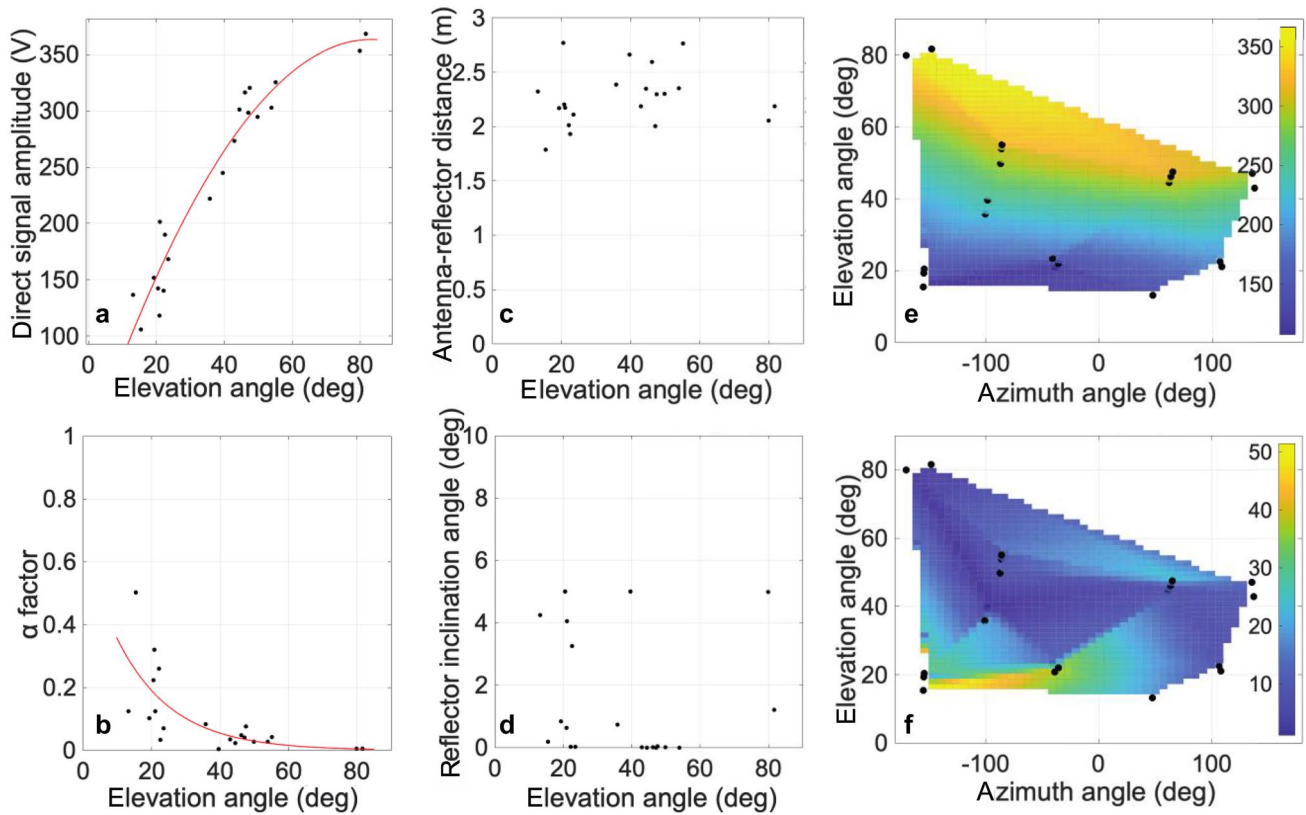 Direct signal amplitude (V)
350
300
250
200
150
100
a
0 20 40 60 80
Elevation angle (deg)
Antenna-reflector distance (m)
3
2.5
2
1.5
1
0.5
0
c
0 20 40 60 80
Elevation angle (deg)
Elevation angle (deg)
80
60
40
20
0
e
-100 0 100
Azimuth angle (deg)
350
300
250
200
150
α factor
1
0.8
0.6
0.4
0.2
0
b
0 20 40 60 80
Elevation angle (deg)
Reflector inclination angle (deg)
10
8
6
4
2
0
d
0 20 40 60 80
Elevation angle (deg)
Elevation angle (deg)
80
60
40
20
0
f
-100 0 100
Azimuth angle (deg)
50
40
30
20
10